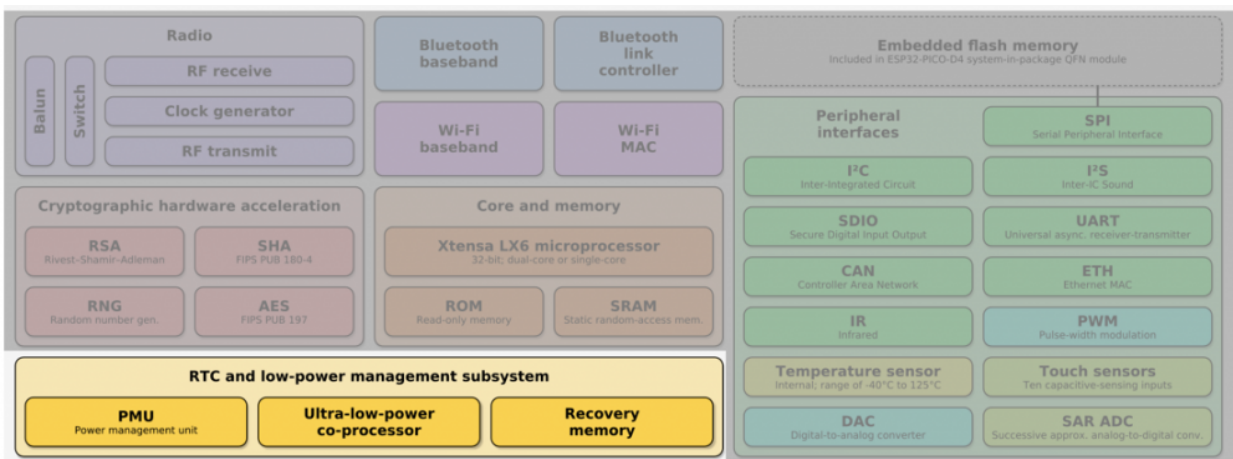 Radio
Balun
Switch
RF receive
Clock generator
RF transmit
Bluetooth
baseband
Bluetooth
link
controller
Wi-Fi
baseband
Wi-Fi
MAC
Embedded flash memory
Included in ESP32-PICO-D4 system-in-package QFN module
Peripheral
interfaces
SPI
Serial Peripheral Interface
I²C
Inter-Integrated Circuit
I²S
Inter-IC Sound
SDIO
Secure Digital Input Output
UART
Universal async. receiver-transmitter
CAN
Controller Area Network
ETH
Ethernet MAC
IR
Infrared
PWM
Pulse-width modulation
Temperature sensor
Internal; range of -40°C to 125°C
Touch sensors
Ten capacitive-sensing inputs
DAC
Digital-to-analog converter
SAR ADC
Successive approx. analog-to-digital conv.
Cryptographic hardware acceleration
RSA
Rivest–Shamir–Adleman
SHA
FIPS PUB 180-4
RNG
Random number gen.
AES
FIPS PUB 197
Core and memory
Xtensa LX6 microprocessor
32-bit; dual-core or single-core
ROM
Read-only memory
SRAM
Static random-access mem.
RTC and low-power management subsystem
PMU
Power management unit
Ultra-low-power
co-processor
Recovery
memory